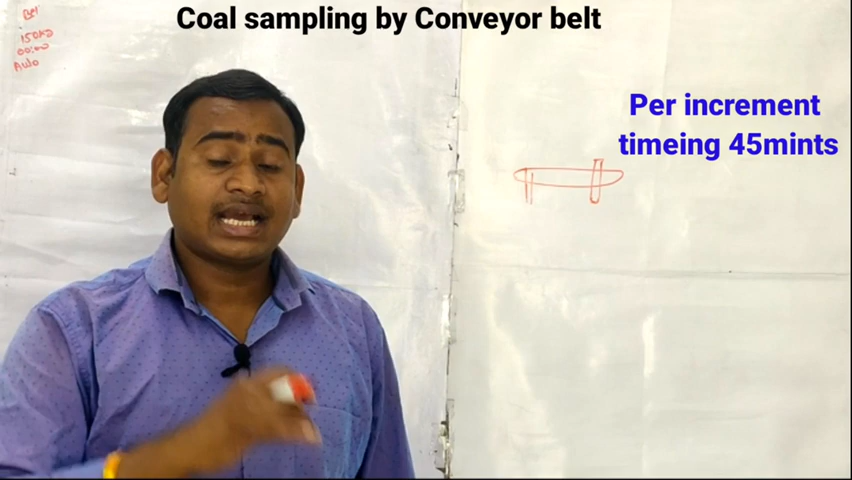 Coal sampling by Conveyor belt
Per increment
timeing 45mints